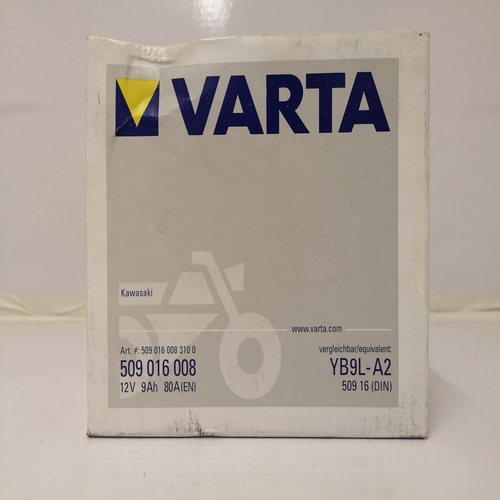 VARTA
Kawasaki
www.varta.com
Art. #: 509 016 008 310 0
509 016 008
12V 9Ah 80A(EN)
vergleichbar/equivalent:
YB9L-A2
509 16 (DIN)